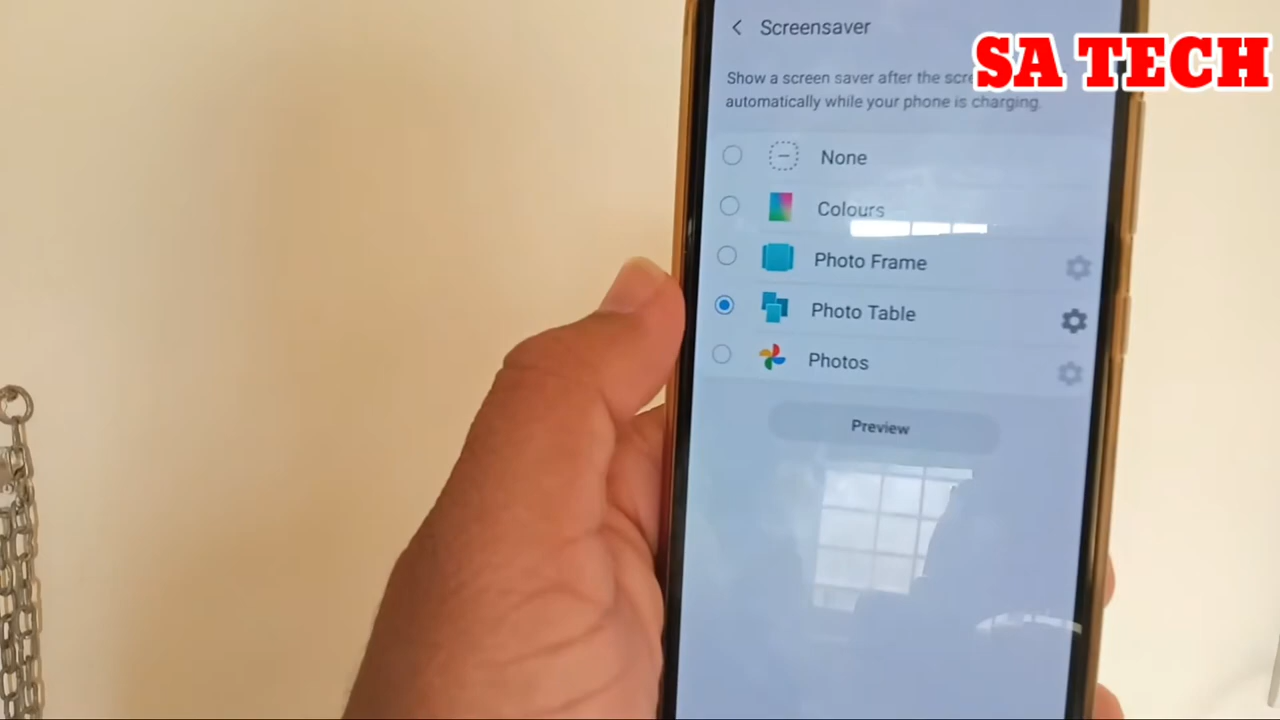 Screensaver
SA TECH
Show a screen saver after the
automatically while your phone is charging.
None
Colours
Photo Frame
Photo Table
Photos
Preview